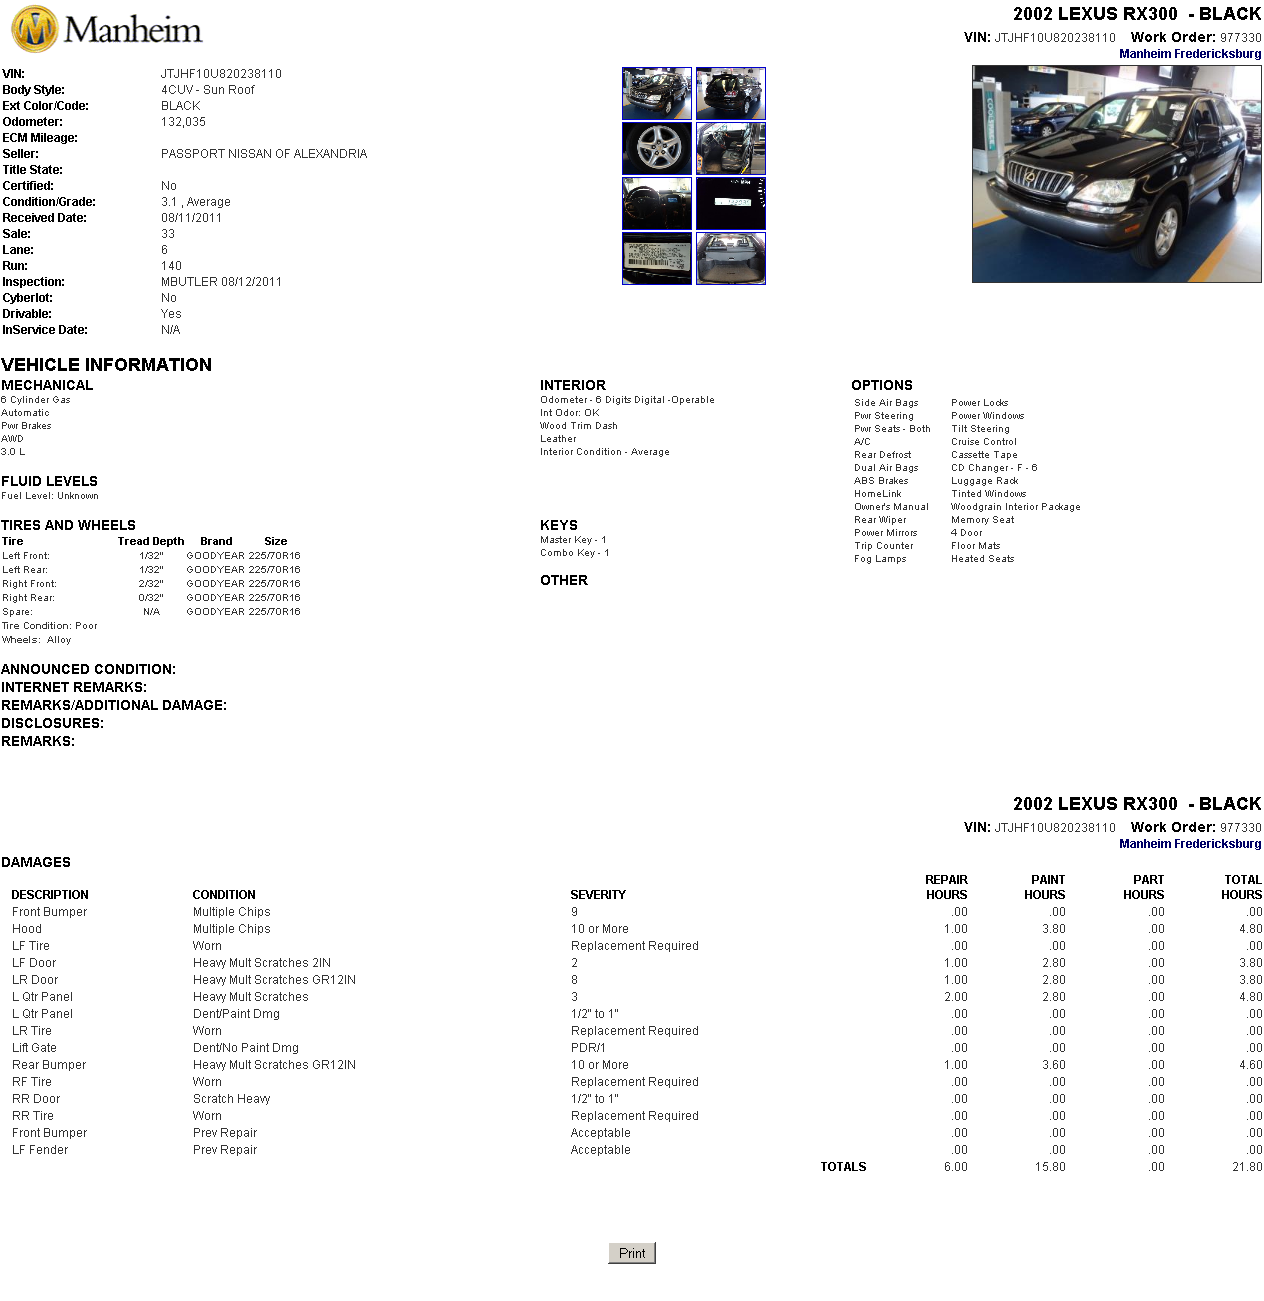 Manheim
2002 LEXUS RX300 - BLACK
VIN: JTJHF10U820238110 Work Order: 977330
Manheim Fredericksburg
VIN: JTJHF10U820238110
Body Style: 4CUV - Sun Roof
Ext Color/Code: BLACK
Odometer: 132,035
ECM Mileage:
Seller: PASSPORT NISSAN OF ALEXANDRIA
Title State:
Certified: No
Condition/Grade: 3.1 , Average
Received Date: 08/11/2011
Sale: 33
Lane: 6
Run: 140
Inspection: MBUTLER 08/12/2011
Cyberlot: No
Drivable: Yes
InService Date: N/A
VEHICLE INFORMATION
MECHANICAL
6 Cylinder Gas
Automatic
Pwr Brakes
AWD
3.0 L
INTERIOR
Odometer - 6 Digits Digital -Operable
Int Odor: OK
Wood Trim Dash
Leather
Interior Condition - Average
OPTIONS
Side Air Bags Power Locks
Pwr Steering Power Windows
Pwr Seats - Both Tilt Steering
A/C Cruise Control
Rear Defrost Cassette Tape
Dual Air Bags CD Changer - F - 6
ABS Brakes Luggage Rack
HomeLink Tinted Windows
Owner's Manual Woodgrain Interior Package
Rear Wiper Memory Seat
Power Mirrors 4 Door
Trip Counter Floor Mats
Fog Lamps Heated Seats
FLUID LEVELS
Fuel Level: Unknown
TIRES AND WHEELS
Tire Tread Depth Brand Size
Left Front: 1/32" GOODYEAR 225/70R16
Left Rear: 1/32" GOODYEAR 225/70R16
Right Front: 2/32" GOODYEAR 225/70R16
Right Rear: 0/32" GOODYEAR 225/70R16
Spare: N/A GOODYEAR 225/70R16
Tire Condition: Poor
Wheels: Alloy
KEYS
Master Key - 1
Combo Key - 1
OTHER
ANNOUNCED CONDITION:
INTERNET REMARKS:
REMARKS/ADDITIONAL DAMAGE:
DISCLOSURES:
REMARKS:
2002 LEXUS RX300 - BLACK
VIN: JTJHF10U820238110 Work Order: 977330
Manheim Fredericksburg
DAMAGES
DESCRIPTION CONDITION SEVERITY REPAIR HOURS PAINT HOURS PART HOURS TOTAL HOURS
Front Bumper Multiple Chips 9 .00 .00 .00 .00
Hood Multiple Chips 10 or More 1.00 3.80 .00 4.80
LF Tire Worn Replacement Required .00 .00 .00 .00
LF Door Heavy Mult Scratches 2IN 2 1.00 2.80 .00 3.80
LR Door Heavy Mult Scratches GR12IN 8 1.00 2.80 .00 3.80
L Qtr Panel Heavy Mult Scratches 3 2.00 2.80 .00 4.80
L Qtr Panel Dent/Paint Dmg 1/2" to 1" .00 .00 .00 .00
LR Tire Worn Replacement Required .00 .00 .00 .00
Lift Gate Dent/No Paint Dmg PDR/1 .00 .00 .00 .00
Rear Bumper Heavy Mult Scratches GR12IN 10 or More 1.00 3.60 .00 4.60
RF Tire Worn Replacement Required .00 .00 .00 .00
RR Door Scratch Heavy 1/2" to 1" .00 .00 .00 .00
RR Tire Worn Replacement Required .00 .00 .00 .00
Front Bumper Prev Repair Acceptable .00 .00 .00 .00
LF Fender Prev Repair Acceptable .00 .00 .00 .00
TOTALS 6.00 15.80 .00 21.80
Print